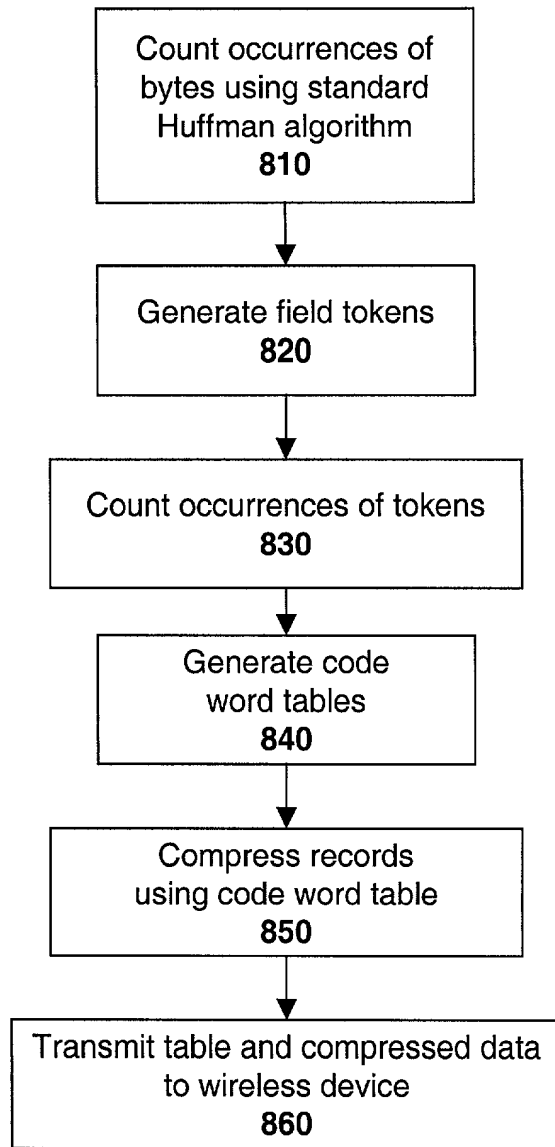 Count occurrences of
bytes using standard
Huffman algorithm
810
Generate field tokens
820
Count occurrences of tokens
830
Generate code
word tables
840
Compress records
using code word table
850
Transmit table and compressed data
to wireless device
860